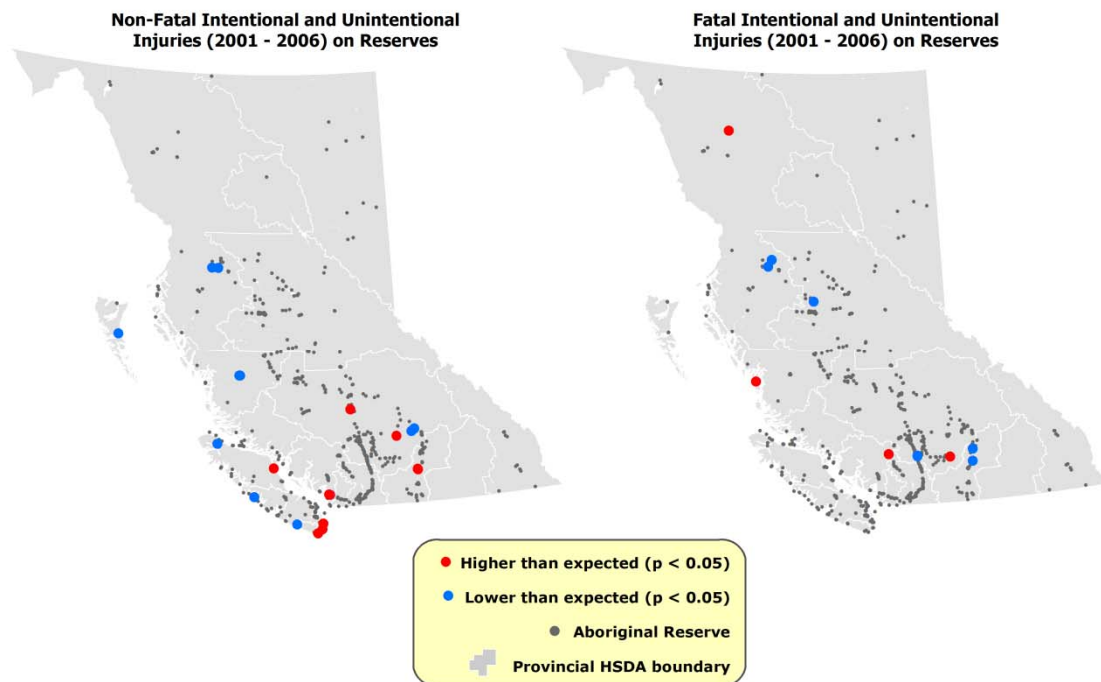 Non-Fatal Intentional and Unintentional
Injuries (2001 - 2006) on Reserves
Fatal Intentional and Unintentional
Injuries (2001 - 2006) on Reserves
Higher than expected (p < 0.05)
Lower than expected (p < 0.05)
Aboriginal Reserve
Provincial HSDA boundary